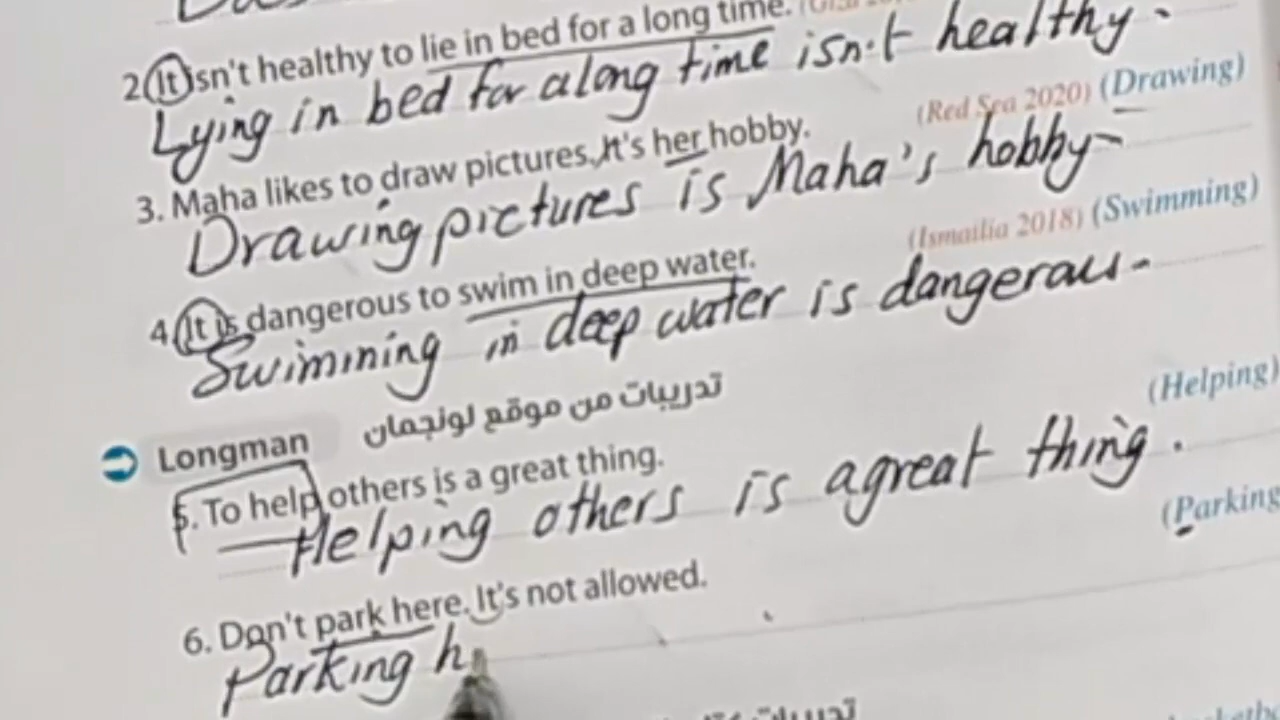 2. It isn't healthy to lie in bed for a long time.
Lying in bed for along time isn't healthy.
(Red Sea 2020) (Drawing)
3. Maha likes to draw pictures. It's her hobby.
Drawing pictures is Maha's hobby
(Ismailia 2018) (Swimming)
4. It is dangerous to swim in deep water.
Swimming in deep water is dangerous.
Longman تدريبات من موقع لونجمان
(Helping)
5. To help others is a great thing.
Helping others is agreat thing.
(Parking
6. Don't park here. It's not allowed.
Parking h